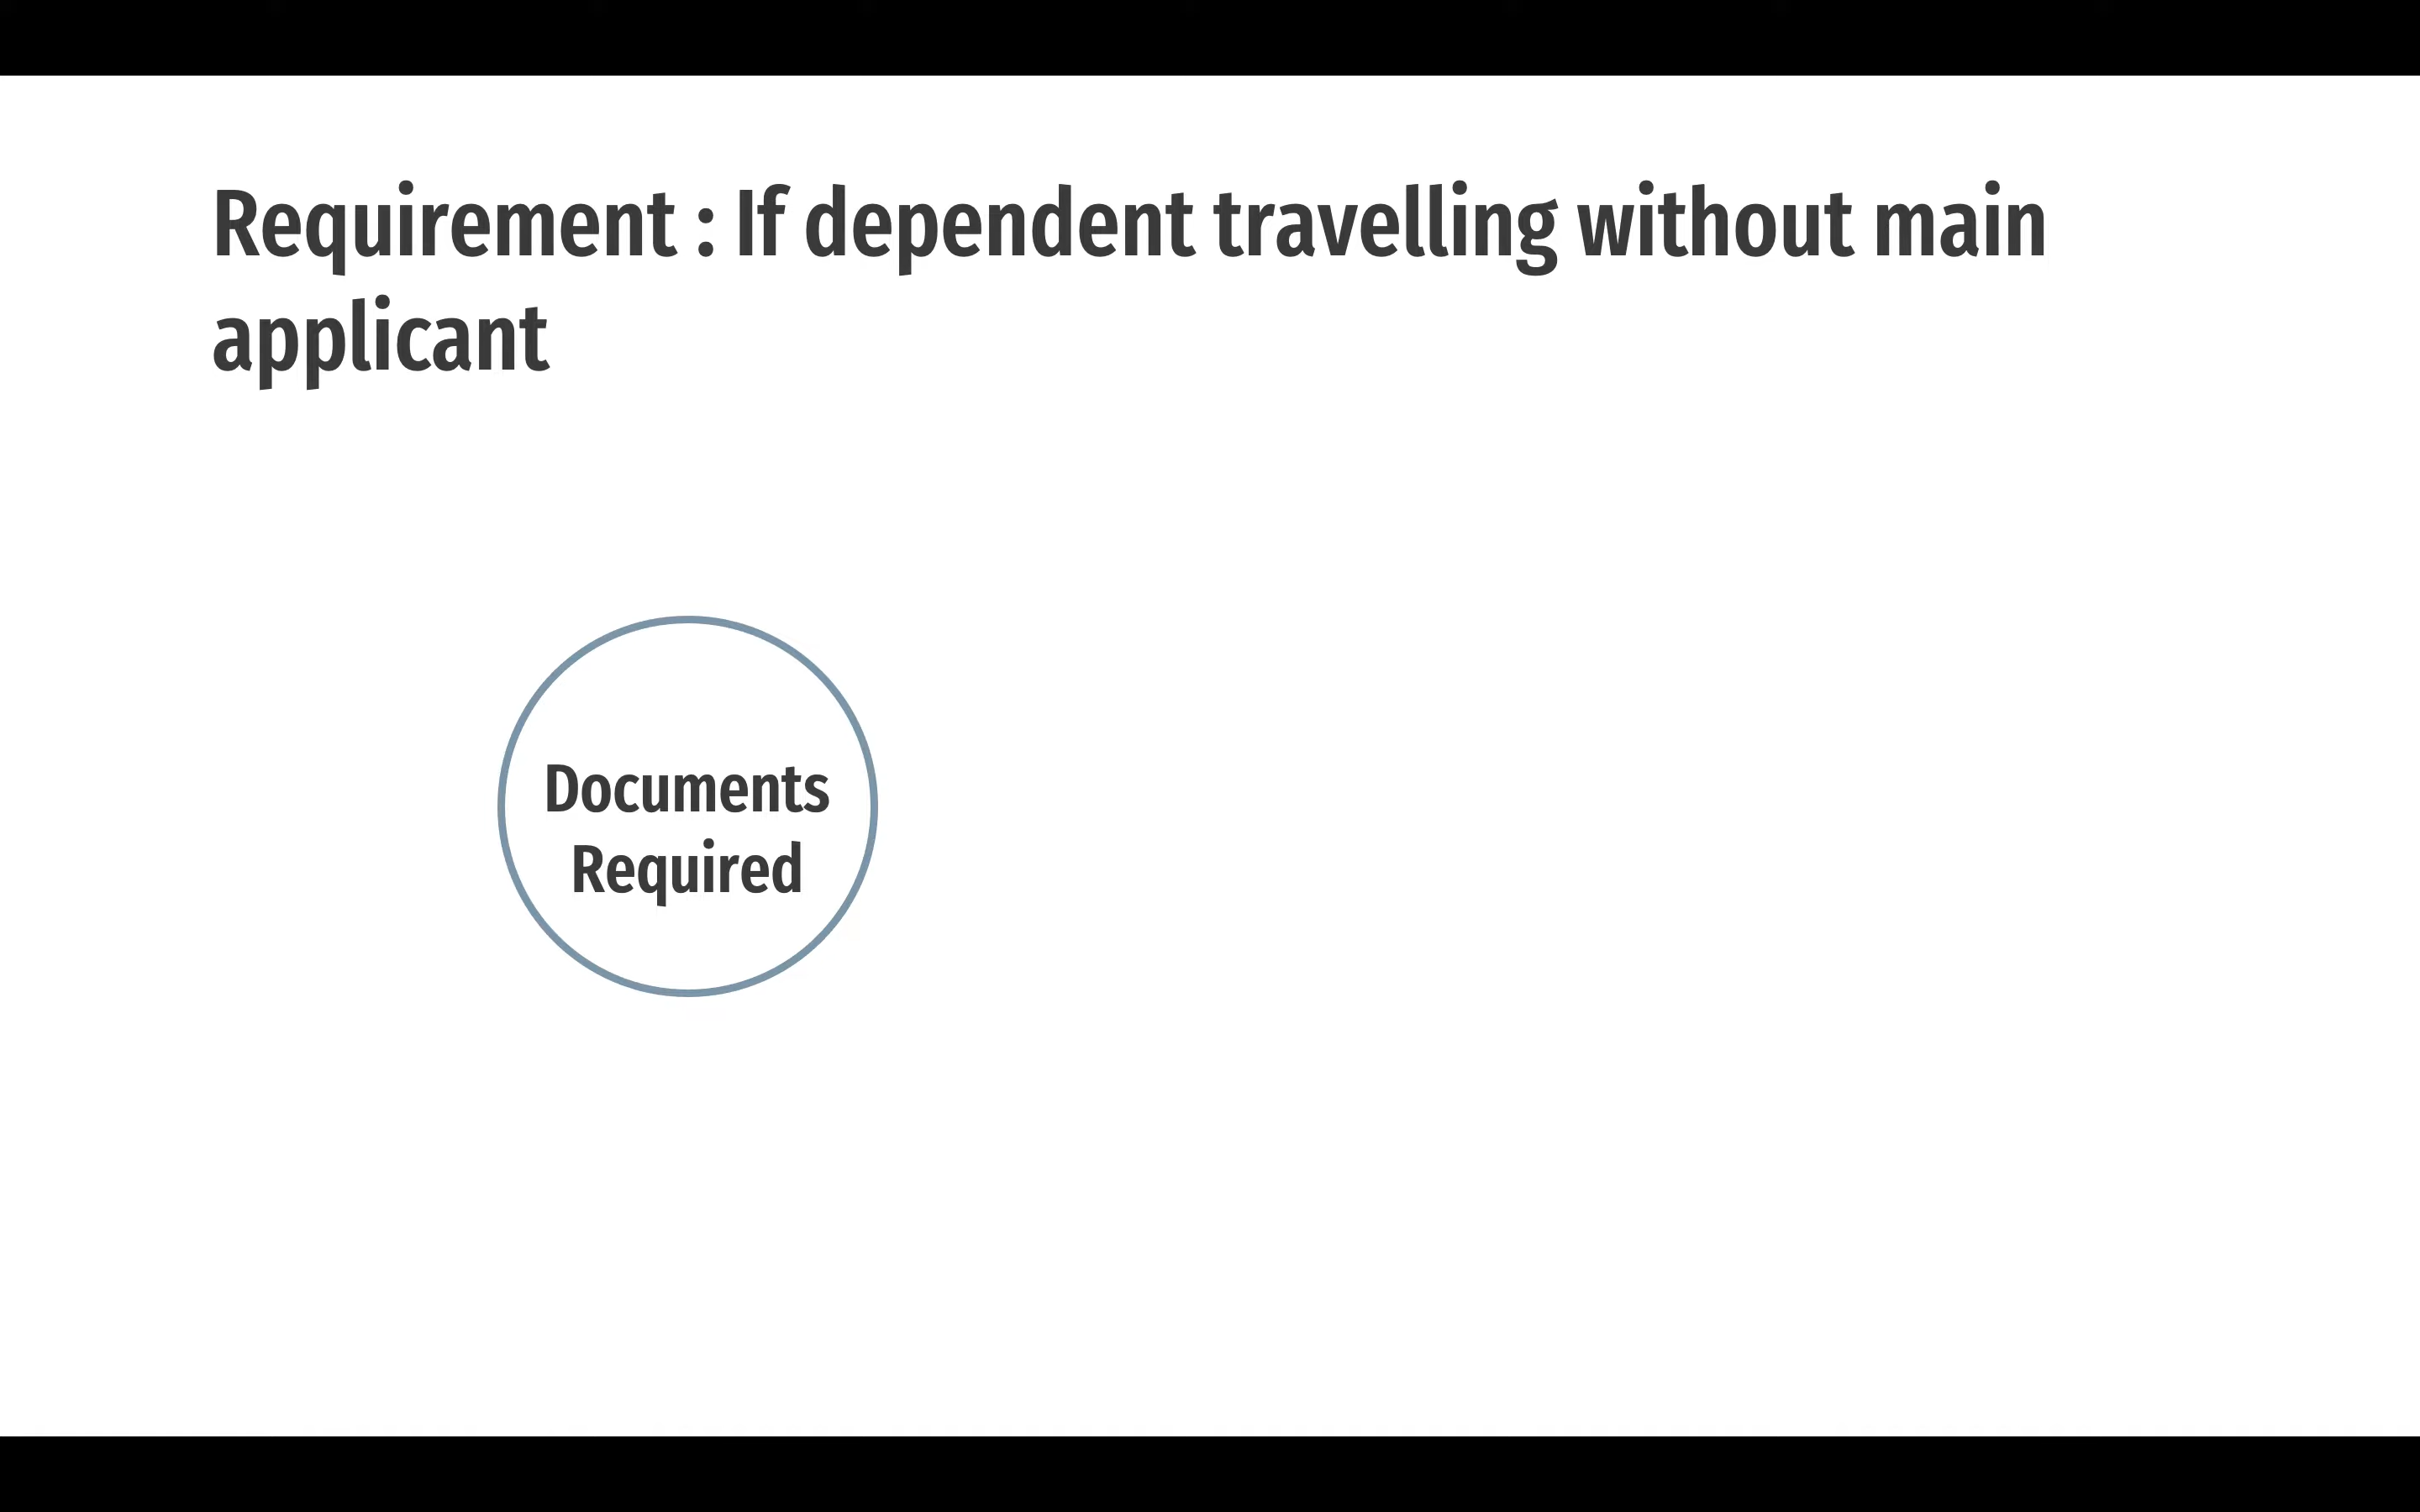 Requirement : If dependent travelling without main
applicant
Documents
Required